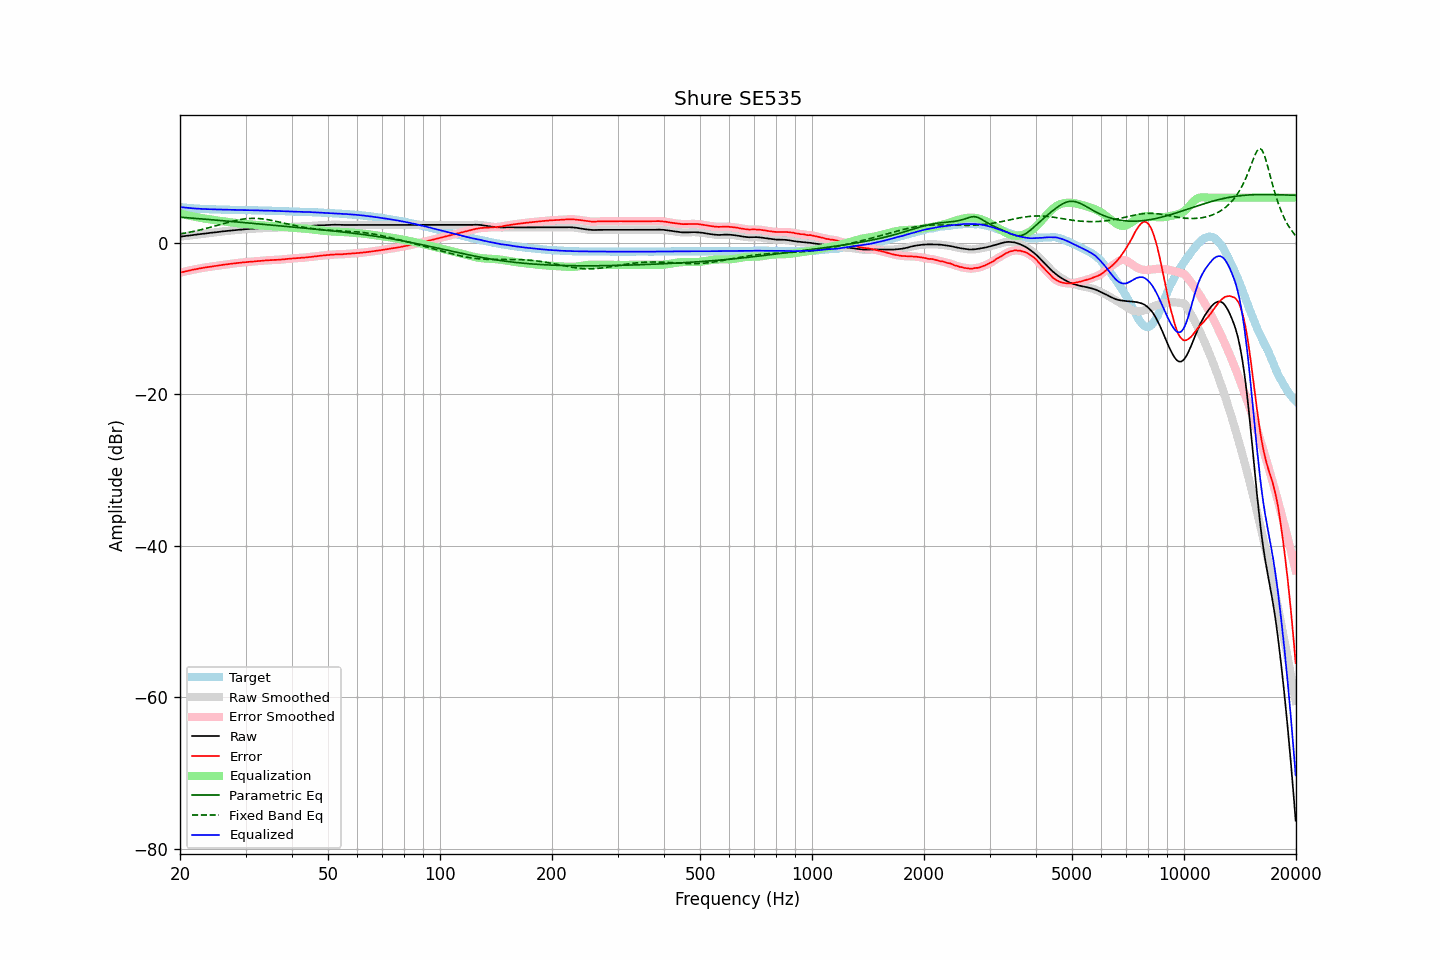 Shure SE535
Amplitude (dBr)
0
−20
−40
−60
−80
Target
Raw Smoothed
Error Smoothed
Raw
Error
Equalization
Parametric Eq
Fixed Band Eq
Equalized
20 50 100 200 500 1000 2000 5000 10000 20000
Frequency (Hz)